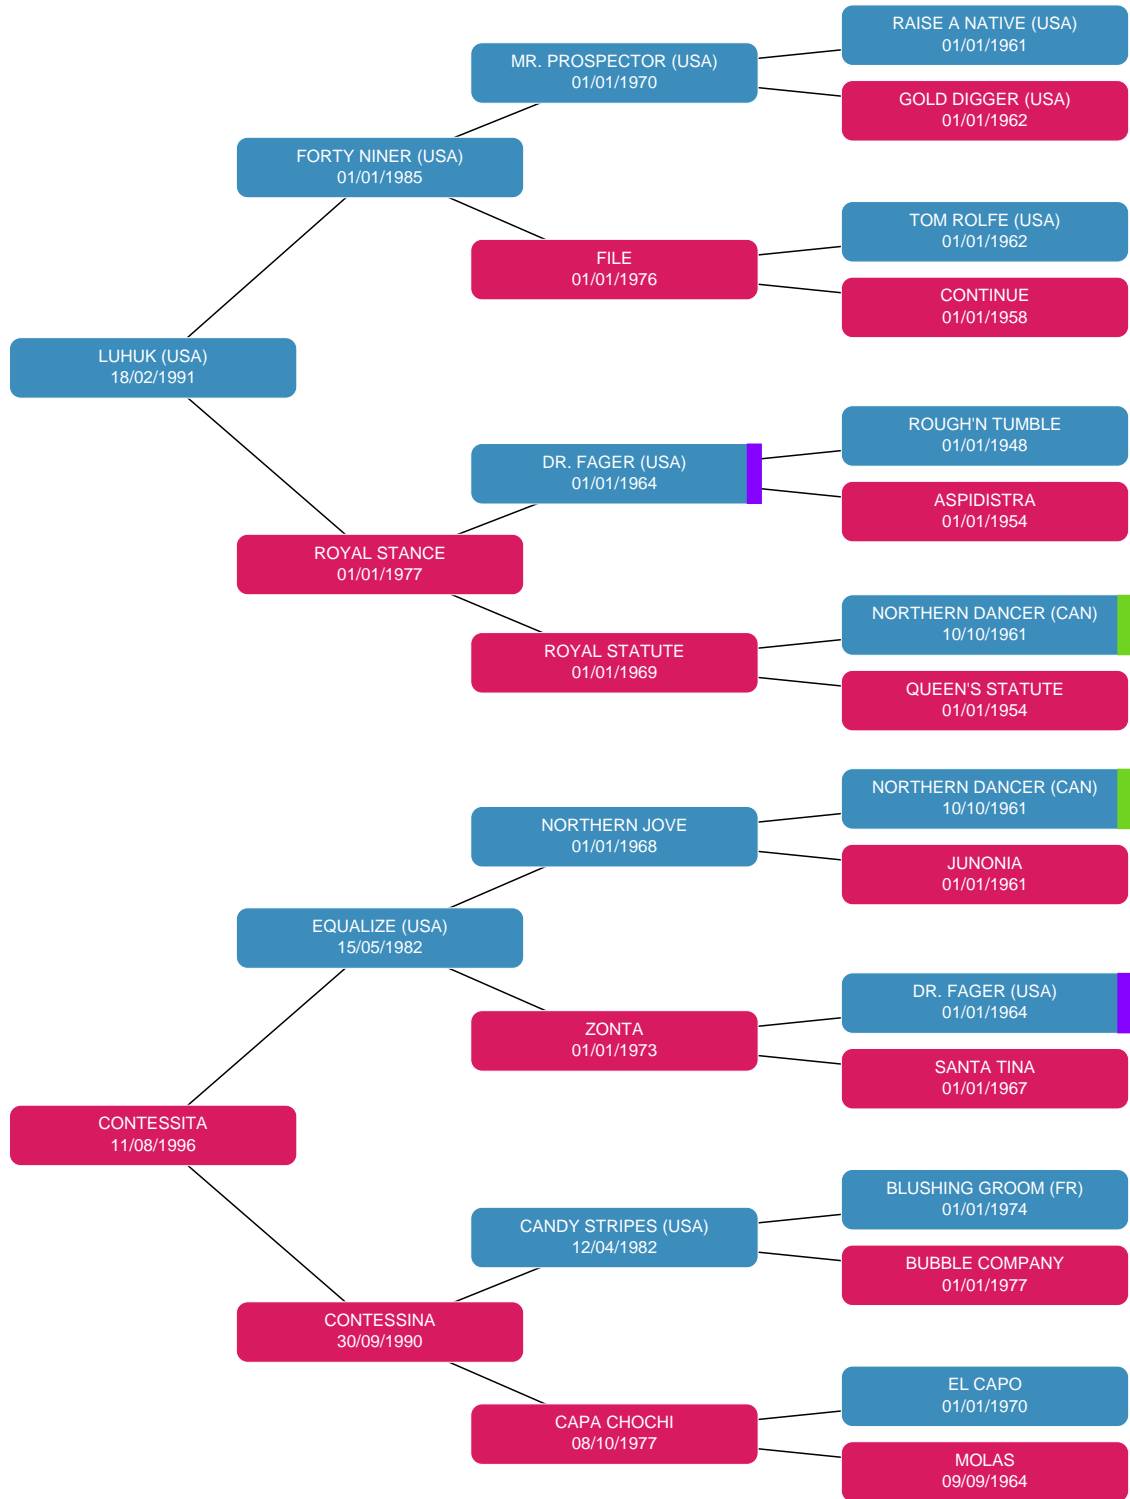 RAISE A NATIVE (USA)
01/01/1961
MR. PROSPECTOR (USA)
01/01/1970
GOLD DIGGER (USA)
01/01/1962
FORTY NINER (USA)
01/01/1985
TOM ROLFE (USA)
01/01/1962
FILE
01/01/1976
CONTINUE
01/01/1958
LUHUK (USA)
18/02/1991
ROUGH'N TUMBLE
01/01/1948
DR. FAGER (USA)
01/01/1964
ASPIDISTRA
01/01/1954
ROYAL STANCE
01/01/1977
NORTHERN DANCER (CAN)
10/10/1961
ROYAL STATUTE
01/01/1969
QUEEN'S STATUTE
01/01/1954
NORTHERN DANCER (CAN)
10/10/1961
NORTHERN JOVE
01/01/1968
JUNONIA
01/01/1961
EQUALIZE (USA)
15/05/1982
DR. FAGER (USA)
01/01/1964
ZONTA
01/01/1973
SANTA TINA
01/01/1967
CONTESSITA
11/08/1996
BLUSHING GROOM (FR)
01/01/1974
CANDY STRIPES (USA)
12/04/1982
BUBBLE COMPANY
01/01/1977
CONTESSINA
30/09/1990
EL CAPO
01/01/1970
CAPA CHOCHI
08/10/1977
MOLAS
09/09/1964